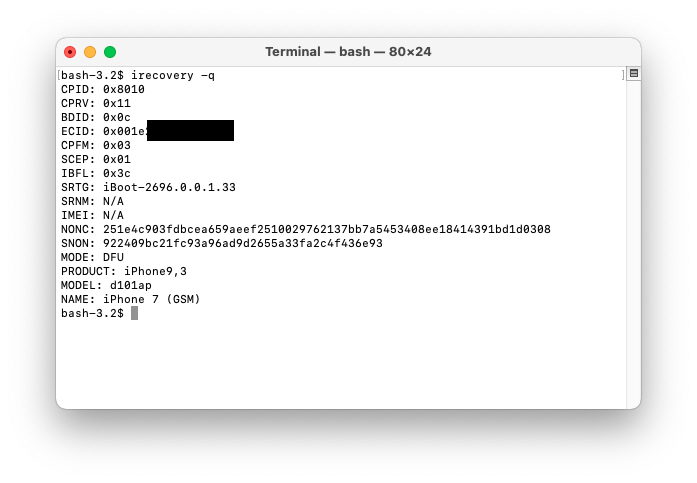 Terminal — bash — 80×24
[bash-3.2$ irecovery -q ]
CPID: 0x8010
CPRV: 0x11
BDID: 0x0c
ECID: 0x001e
CPFM: 0x03
SCEP: 0x01
IBFL: 0x3c
SRTG: iBoot-2696.0.0.1.33
SRNM: N/A
IMEI: N/A
NONC: 251e4c903fdbcea659aeef2510029762137bb7a5453408ee18414391bd1d0308
SNON: 922409bc21fc93a96ad9d2655a33fa2c4f436e93
MODE: DFU
PRODUCT: iPhone9,3
MODEL: d101ap
NAME: iPhone 7 (GSM)
bash-3.2$